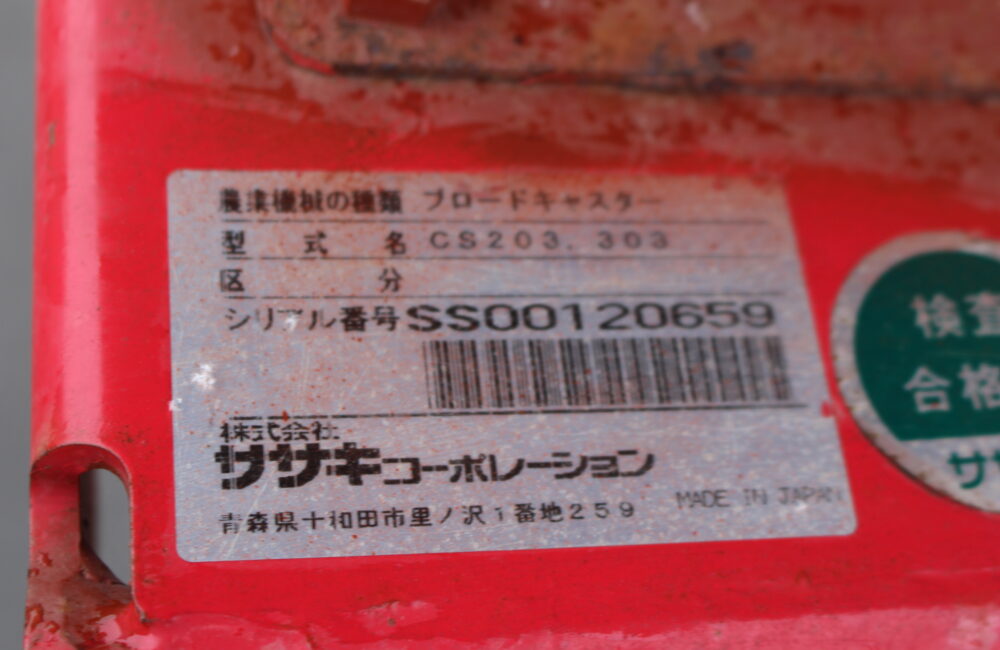 農業機械の種類 ブロードキャスター
型式名 CS203, 303
区分
シリアル番号 SS00120659
株式会社
ササキコーポレーション
青森県十和田市里ノ沢1番地259
MADE IN JAPAN
検査
合格
ササ